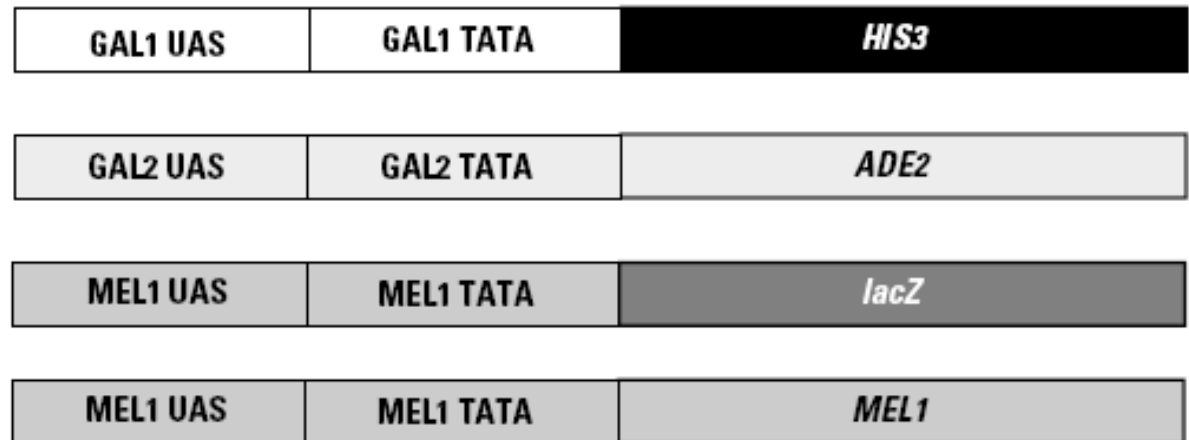 GAL1 UAS GAL1 TATA HIS3
GAL2 UAS GAL2 TATA ADE2
MEL1 UAS MEL1 TATA lacZ
MEL1 UAS MEL1 TATA MEL1